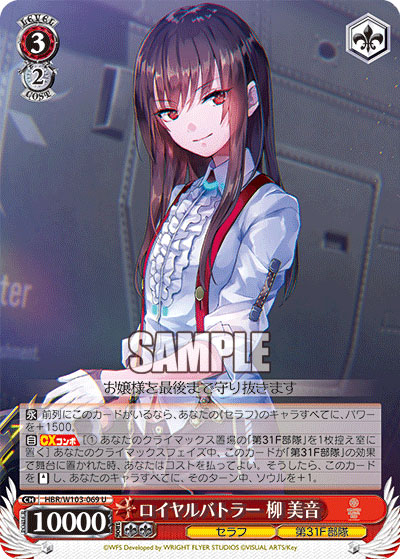 LEVEL
3
2
COST
ter
SAMPLE
お嬢様を最後まで守り抜きます
永 前列にこのカードがいるなら、あなたの《セラフ》のキャラすべてに、パワーを+1500。
自 CXコンボ [① あなたのクライマックス置場の「第31F部隊」を1枚控え室に置く] あなたのクライマックスフェイズ中、このカードが「第31F部隊」の効果で舞台に置かれた時、あなたはコストを払ってよい。そうしたら、このカードを【↓】し、あなたのキャラすべてに、そのターン中、ソウルを+1。
CH HBR/W103-069 U
10000
ロイヤルバトラー 柳 美音
セラフ
第31F部隊
©WFS Developed by WRIGHT FLYER STUDIOS ©VISUAL ARTS/Key